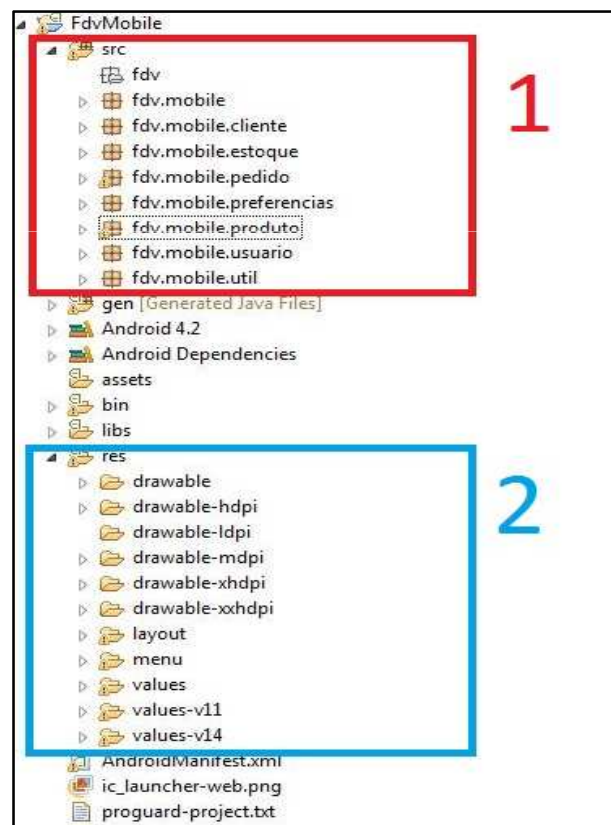 FdvMobile
src
1
fdv
fdv.mobile
fdv.mobile.cliente
fdv.mobile.estoque
fdv.mobile.pedido
fdv.mobile.preferencias
fdv.mobile.produto
fdv.mobile.usuario
fdv.mobile.util
gen [Generated Java Files]
Android 4.2
Android Dependencies
assets
bin
libs
res
2
drawable
drawable-hdpi
drawable-ldpi
drawable-mdpi
drawable-xhdpi
drawable-xxhdpi
layout
menu
values
values-v11
values-v14
AndroidManifest.xml
ic_launcher-web.png
proguard-project.txt